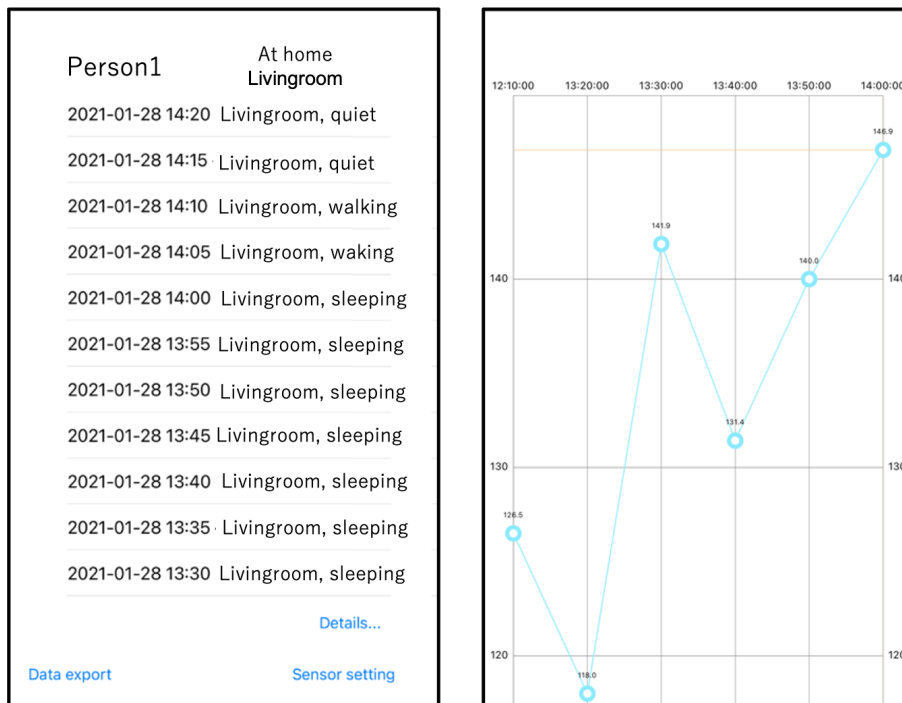 Person1
At home
Livingroom
2021-01-28 14:20 Livingroom, quiet
2021-01-28 14:15 Livingroom, quiet
2021-01-28 14:10 Livingroom, walking
2021-01-28 14:05 Livingroom, waking
2021-01-28 14:00 Livingroom, sleeping
2021-01-28 13:55 Livingroom, sleeping
2021-01-28 13:50 Livingroom, sleeping
2021-01-28 13:45 Livingroom, sleeping
2021-01-28 13:40 Livingroom, sleeping
2021-01-28 13:35 Livingroom, sleeping
2021-01-28 13:30 Livingroom, sleeping
Details...
Data export Sensor setting
12:10:00 13:20:00 13:30:00 13:40:00 13:50:00 14:00:00
146.9
141.9
140.0
140 140
131.4
130 130
126.5
120 120
118.0